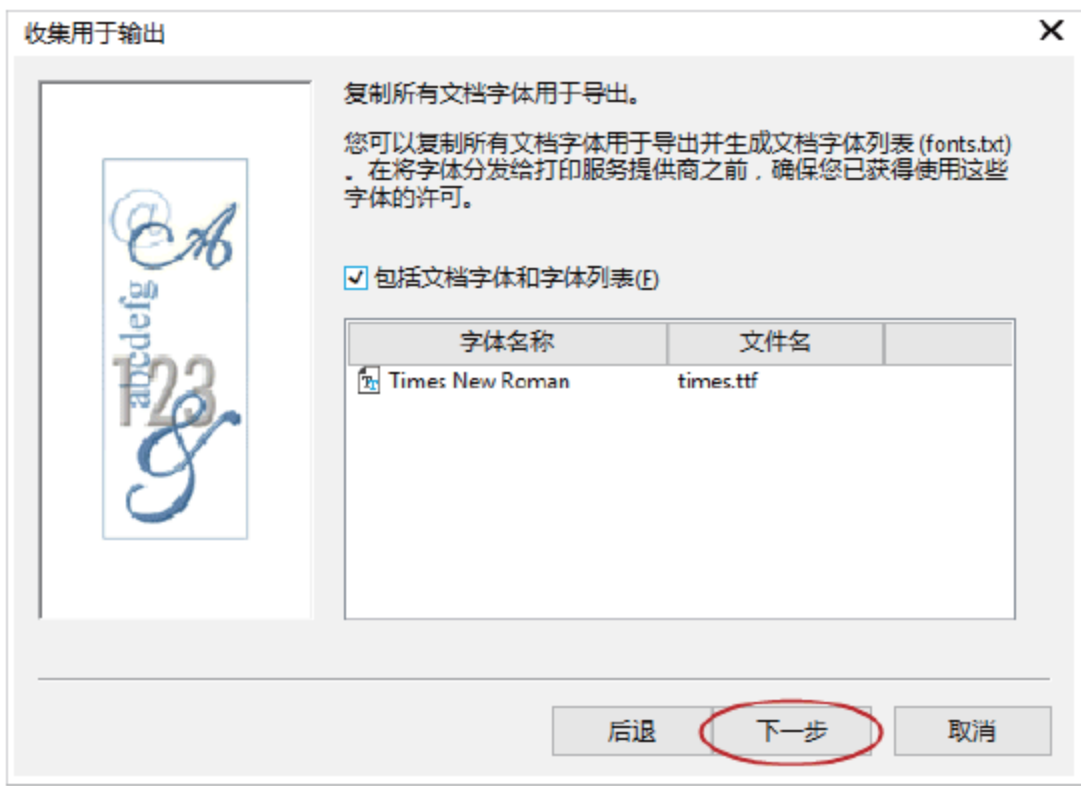 收集用于输出
复制所有文档字体用于导出。
您可以复制所有文档字体用于导出并生成文档字体列表 (fonts.txt)
。在将字体分发给打印服务提供商之前，确保您已获得使用这些
字体的许可。
@
A
abcdefg
123
&
包括文档字体和字体列表(F)
字体名称 文件名
Times New Roman times.ttf
后退 下一步 取消